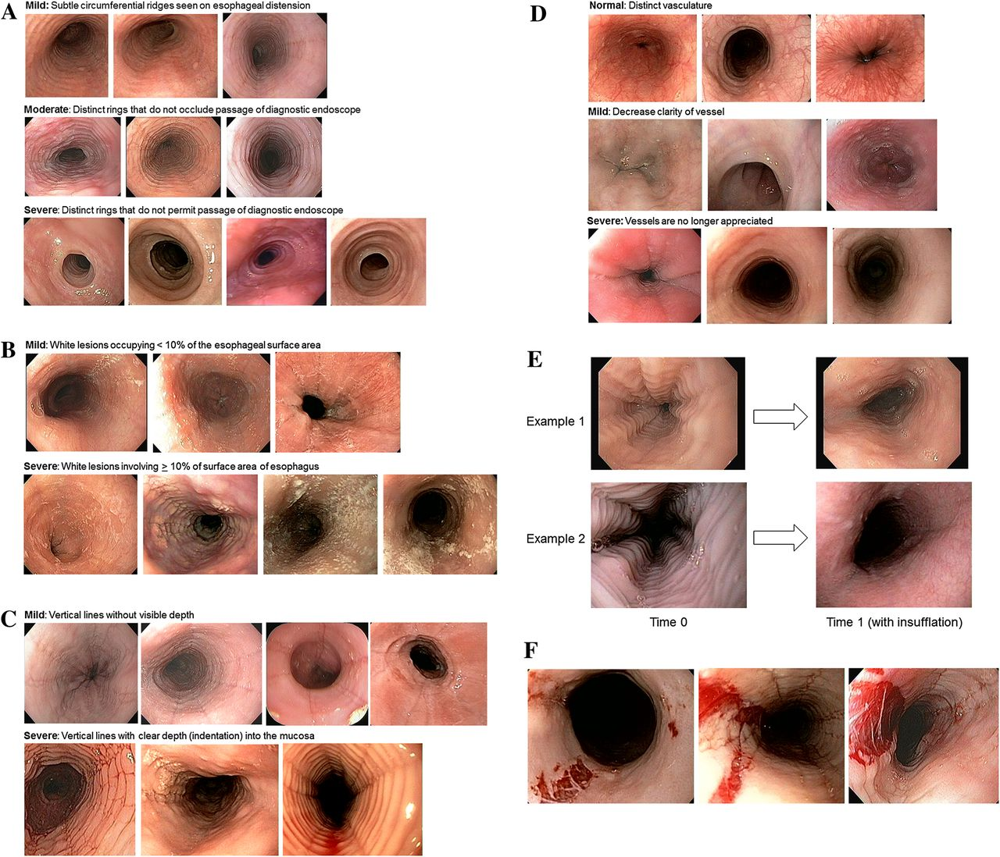 A
Mild: Subtle circumferential ridges seen on esophageal distension
Moderate: Distinct rings that do not occlude passage of diagnostic endoscope
Severe: Distinct rings that do not permit passage of diagnostic endoscope
B
Mild: White lesions occupying < 10% of the esophageal surface area
Severe: White lesions involving ≥ 10% of surface area of esophagus
C
Mild: Vertical lines without visible depth
Severe: Vertical lines with clear depth (indentation) into the mucosa
D
Normal: Distinct vasculature
Mild: Decrease clarity of vessel
Severe: Vessels are no longer appreciated
E
Example 1
Example 2
Time 0
Time 1 (with insufflation)
F